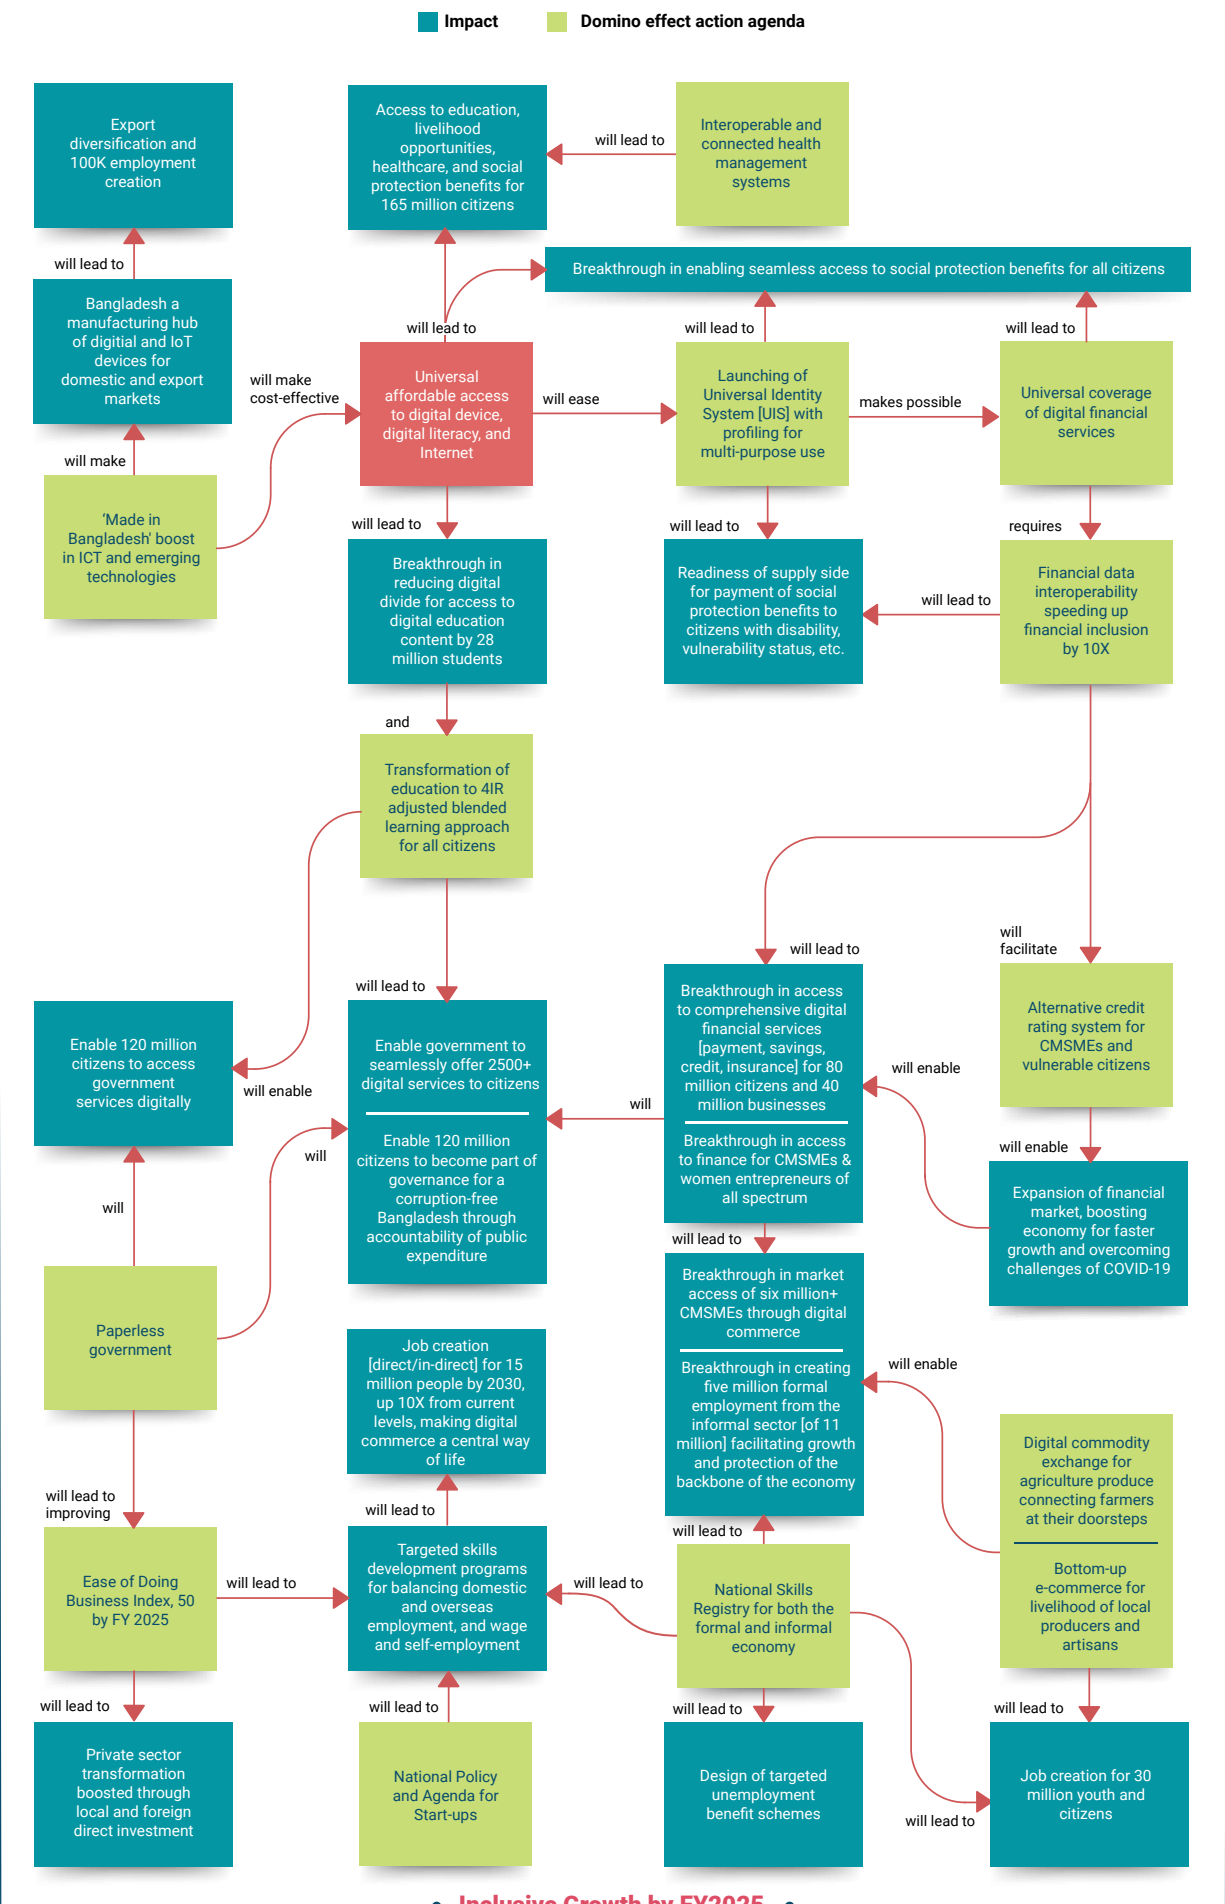 Impact
Domino effect action agenda
Export
diversification and
100K employment
creation
Access to education,
livelihood
opportunities,
healthcare, and social
protection benefits for
165 million citizens
will lead to
Interoperable and
connected health
management
systems
will lead to
Breakthrough in enabling seamless access to social protection benefits for all citizens
Bangladesh a
manufacturing hub
of digitial and IoT
devices for
domestic and export
markets
will lead to
will lead to
will lead to
will make
cost-effective
Universal
affordable access
to digital device,
digital literacy, and
Internet
will ease
Launching of
Universal Identity
System [UIS] with
profiling for
multi-purpose use
makes possible
Universal coverage
of digital financial
services
will make
‘Made in
Bangladesh' boost
in ICT and emerging
technologies
will lead to
will lead to
requires
Breakthrough in
reducing digital
divide for access to
digital education
content by 28
million students
Readiness of supply side
for payment of social
protection benefits to
citizens with disability,
vulnerability status, etc.
will lead to
Financial data
interoperability
speeding up
financial inclusion
by 10X
and
Transformation of
education to 4IR
adjusted blended
learning approach
for all citizens
will lead to
will
facilitate
will lead to
Enable 120 million
citizens to access
government
services digitally
will enable
Enable government to
seamlessly offer 2500+
digital services to citizens
Enable 120 million
citizens to become part of
governance for a
corruption-free
Bangladesh through
accountability of public
expenditure
will
Breakthrough in access
to comprehensive digital
financial services
[payment, savings,
credit, insurance] for 80
million citizens and 40
million businesses
Breakthrough in access
to finance for CMSMEs &
women entrepreneurs of
all spectrum
will enable
Alternative credit
rating system for
CMSMEs and
vulnerable citizens
will enable
Expansion of financial
market, boosting
economy for faster
growth and overcoming
challenges of COVID-19
will
will
will lead to
Paperless
government
Breakthrough in market
access of six million+
CMSMEs through digital
commerce
Breakthrough in creating
five million formal
employment from the
informal sector [of 11
million] facilitating growth
and protection of the
backbone of the economy
will enable
Job creation
[direct/in-direct] for 15
million people by 2030,
up 10X from current
levels, making digital
commerce a central way
of life
Digital commodity
exchange for
agriculture produce
connecting farmers
at their doorsteps
Bottom-up
e-commerce for
livelihood of local
producers and
artisans
will lead to
improving
will lead to
will lead to
Ease of Doing
Business Index, 50
by FY 2025
will lead to
Targeted skills
development programs
for balancing domestic
and overseas
employment, and wage
and self-employment
will lead to
National Skills
Registry for both the
formal and informal
economy
will lead to
will lead to
will lead to
will lead to
Private sector
transformation
boosted through
local and foreign
direct investment
National Policy
and Agenda for
Start-ups
Design of targeted
unemployment
benefit schemes
will lead to
Job creation for 30
million youth and
citizens
Inclusive Growth by FY2025